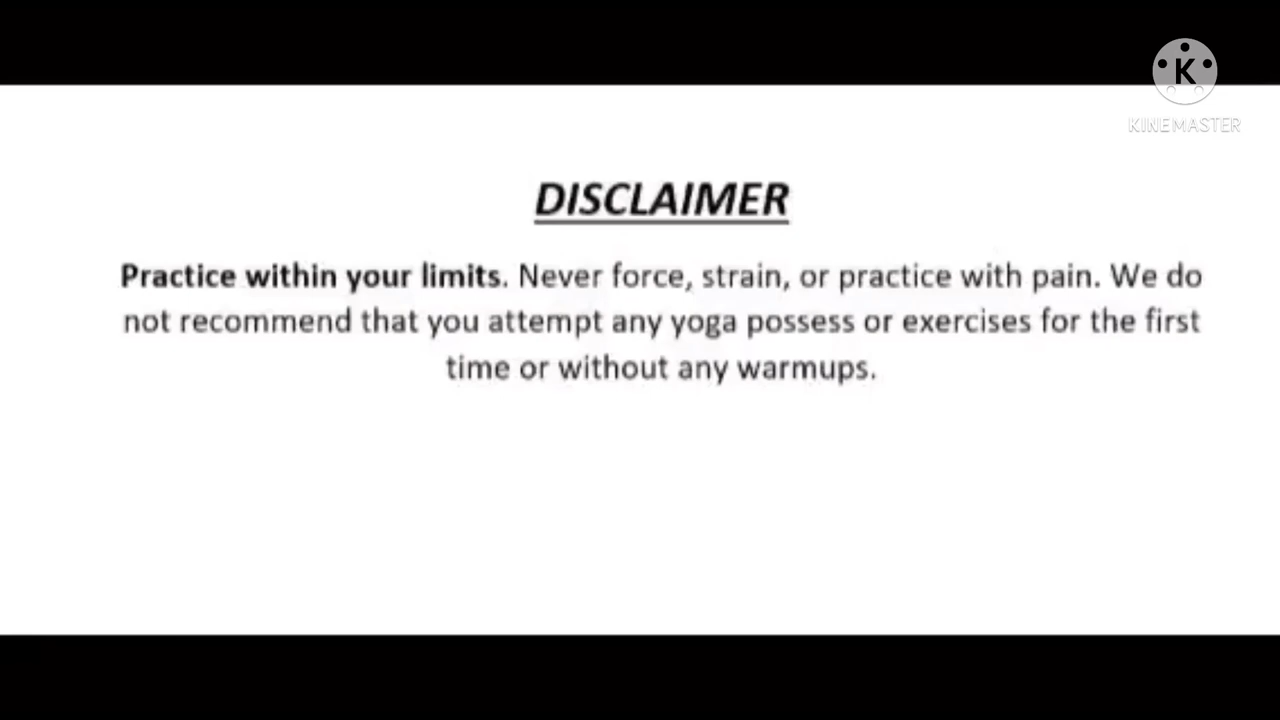 K
KINEMASTER
DISCLAIMER
Practice within your limits. Never force, strain, or practice with pain. We do
not recommend that you attempt any yoga possess or exercises for the first
time or without any warmups.